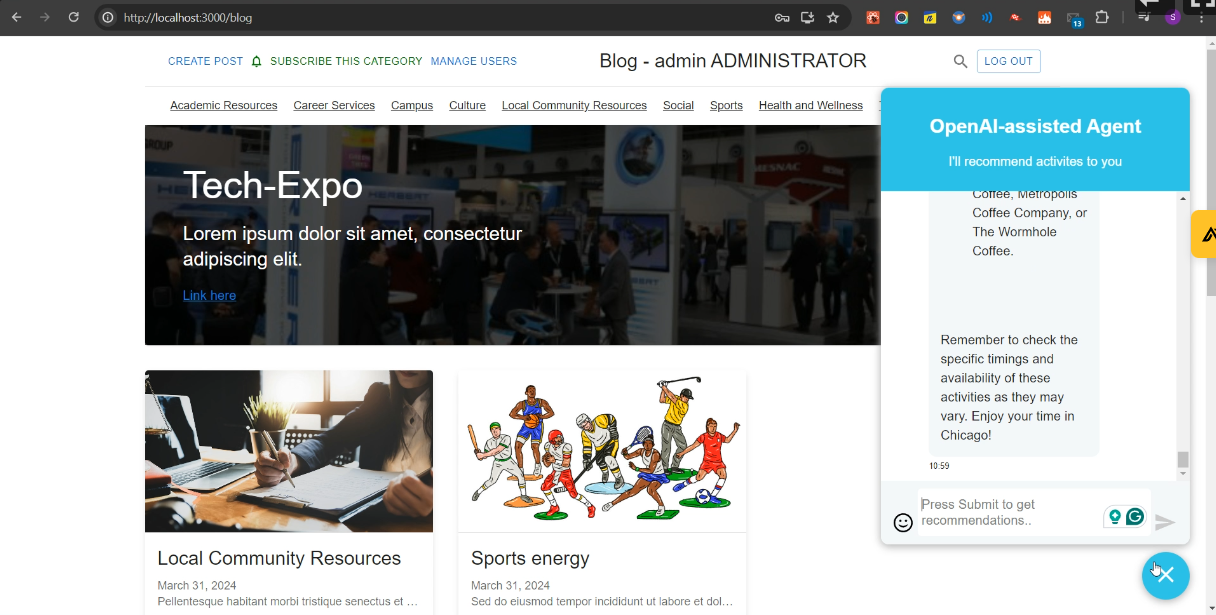 http://localhost:3000/blog
S
13
CREATE POST SUBSCRIBE THIS CATEGORY MANAGE USERS
Blog - admin ADMINISTRATOR
LOG OUT
Academic Resources Career Services Campus Culture Local Community Resources Social Sports Health and Wellness
Tech-Expo
Lorem ipsum dolor sit amet, consectetur
adipiscing elit.
Link here
MESNAC
HERBERT
Local Community Resources
March 31, 2024
Pellentesque habitant morbi tristique senectus et ...
Sports energy
March 31, 2024
Sed do eiusmod tempor incididunt ut labore et dol...
OpenAI-assisted Agent
I'll recommend activites to you
Coffee, Metropolis
Coffee Company, or
The Wormhole
Coffee.
Remember to check the
specific timings and
availability of these
activities as they may
vary. Enjoy your time in
Chicago!
10:59
Press Submit to get
recommendations..